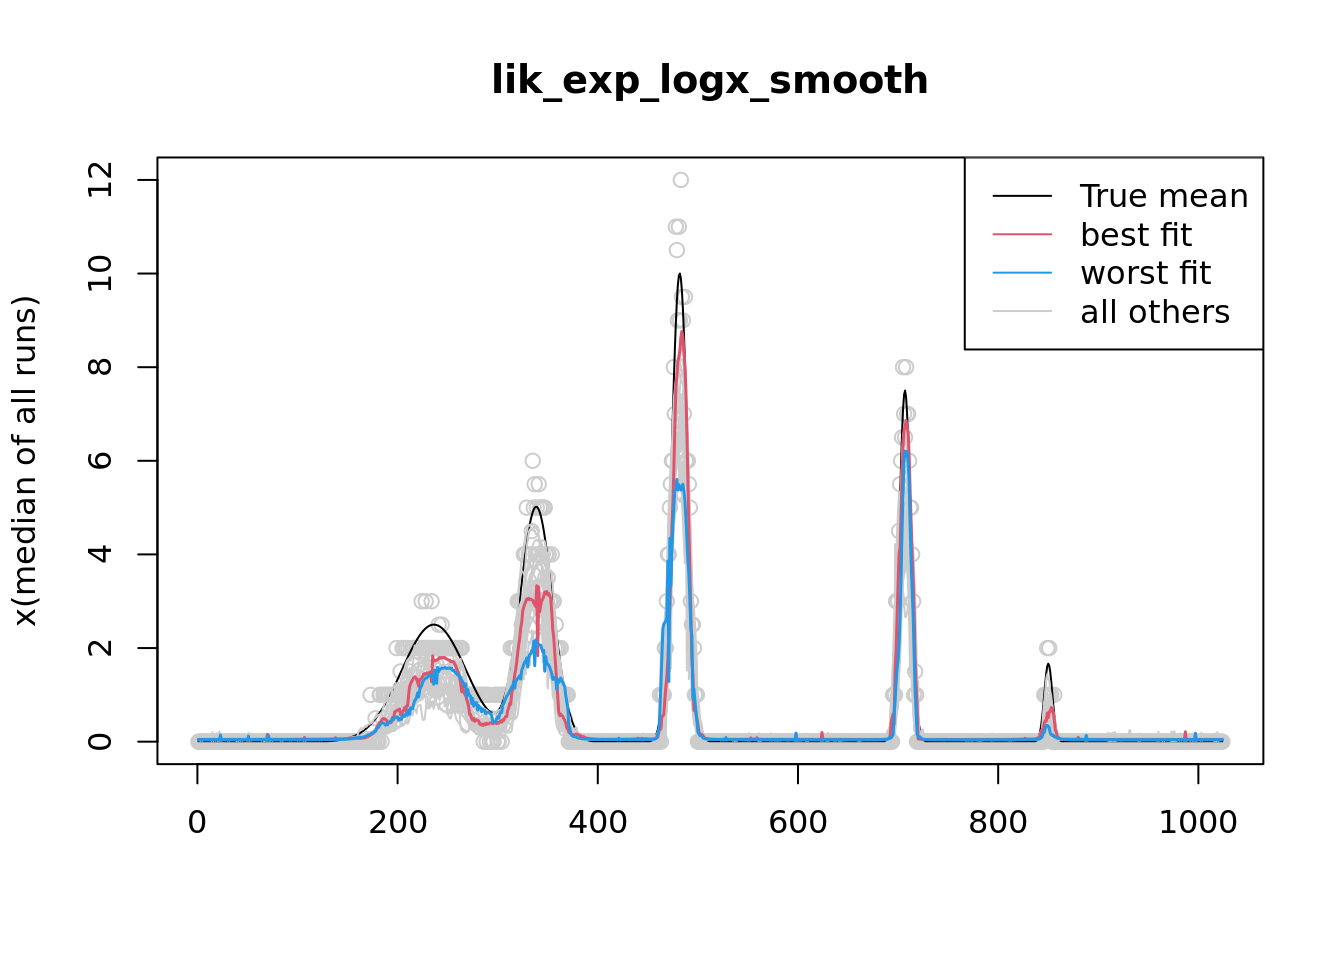 lik_exp_logx_smooth
x(median of all runs)
12
10
8
6
4
2
0
True mean
best fit
worst fit
all others
0 200 400 600 800 1000